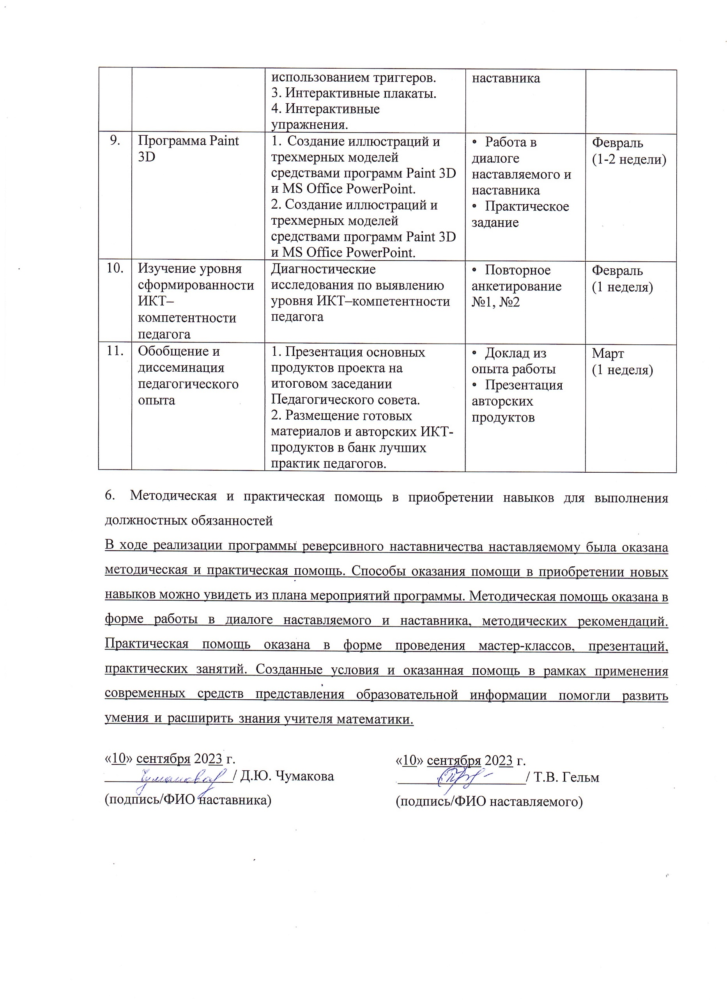 использованием триггеров.
3. Интерактивные плакаты.
4. Интерактивные
упражнения.
наставника
9.
Программа Paint
3D
1. Создание иллюстраций и
трехмерных моделей
средствами программ Paint 3D
и MS Office PowerPoint.
2. Создание иллюстраций и
трехмерных моделей
средствами программ Paint 3D
и MS Office PowerPoint.
• Работа в
диалоге
наставляемого и
наставника
• Практическое
задание
Февраль
(1-2 недели)
10.
Изучение уровня
сформированности
ИКТ–
компетентности
педагога
Диагностические
исследования по выявлению
уровня ИКТ–компетентности
педагога
• Повторное
анкетирование
№1, №2
Февраль
(1 неделя)
11.
Обобщение и
диссеминация
педагогического
опыта
1. Презентация основных
продуктов проекта на
итоговом заседании
Педагогического совета.
2. Размещение готовых
материалов и авторских ИКТ-
продуктов в банк лучших
практик педагогов.
• Доклад из
опыта работы
• Презентация
авторских
продуктов
Март
(1 неделя)
6. Методическая и практическая помощь в приобретении навыков для выполнения
должностных обязанностей
В ходе реализации программы реверсивного наставничества наставляемому была оказана
методическая и практическая помощь. Способы оказания помощи в приобретении новых
навыков можно увидеть из плана мероприятий программы. Методическая помощь оказана в
форме работы в диалоге наставляемого и наставника, методических рекомендаций.
Практическая помощь оказана в форме проведения мастер-классов, презентаций,
практических занятий. Созданные условия и оказанная помощь в рамках применения
современных средств представления образовательной информации помогли развить
умения и расширить знания учителя математики.
«10» сентября 2023 г.
Чумакова/ Д.Ю. Чумакова
(подпись/ФИО наставника)
«10» сентября 2023 г.
/ Т.В. Гельм
(подпись/ФИО наставляемого)